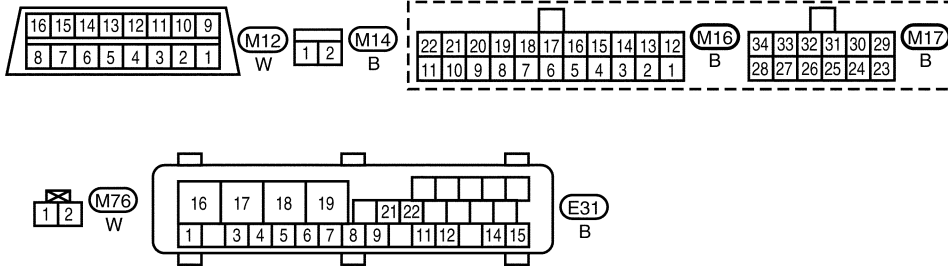 16 15 14 13 12 11 10 9
8 7 6 5 4 3 2 1
M12
W
1 2
M14
B
22 21 20 19 18 17 16 15 14 13 12
11 10 9 8 7 6 5 4 3 2 1
M16
B
34 33 32 31 30 29
28 27 26 25 24 23
M17
B
1 2
M76
W
16 17 18 19
21 22
1 3 4 5 6 7 8 9 11 12 14 15
E31
B